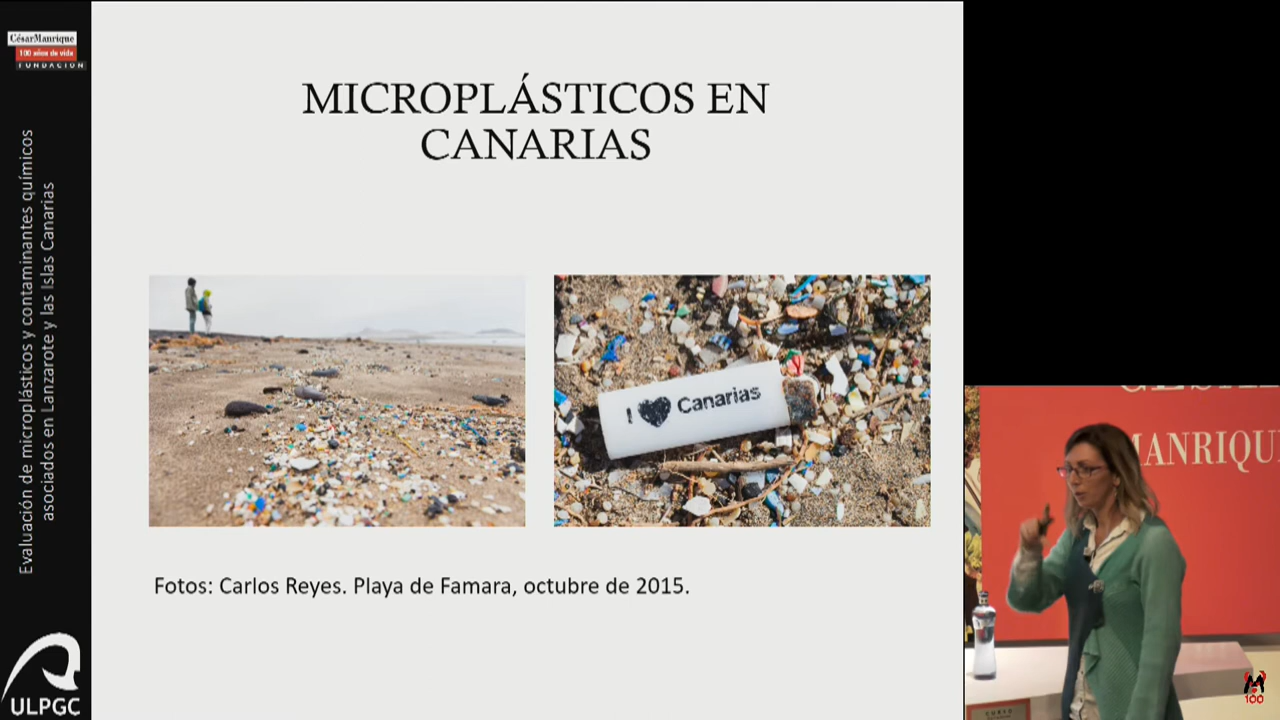 CésarManrique
100 años de vida
FUNDACIÓN
Evaluación de microplásticos y contaminantes químicos
asociados en Lanzarote y las Islas Canarias
ULPGC
MICROPLÁSTICOS EN
CANARIAS
I Canarias
Fotos: Carlos Reyes. Playa de Famara, octubre de 2015.
MANRIQU
M
100